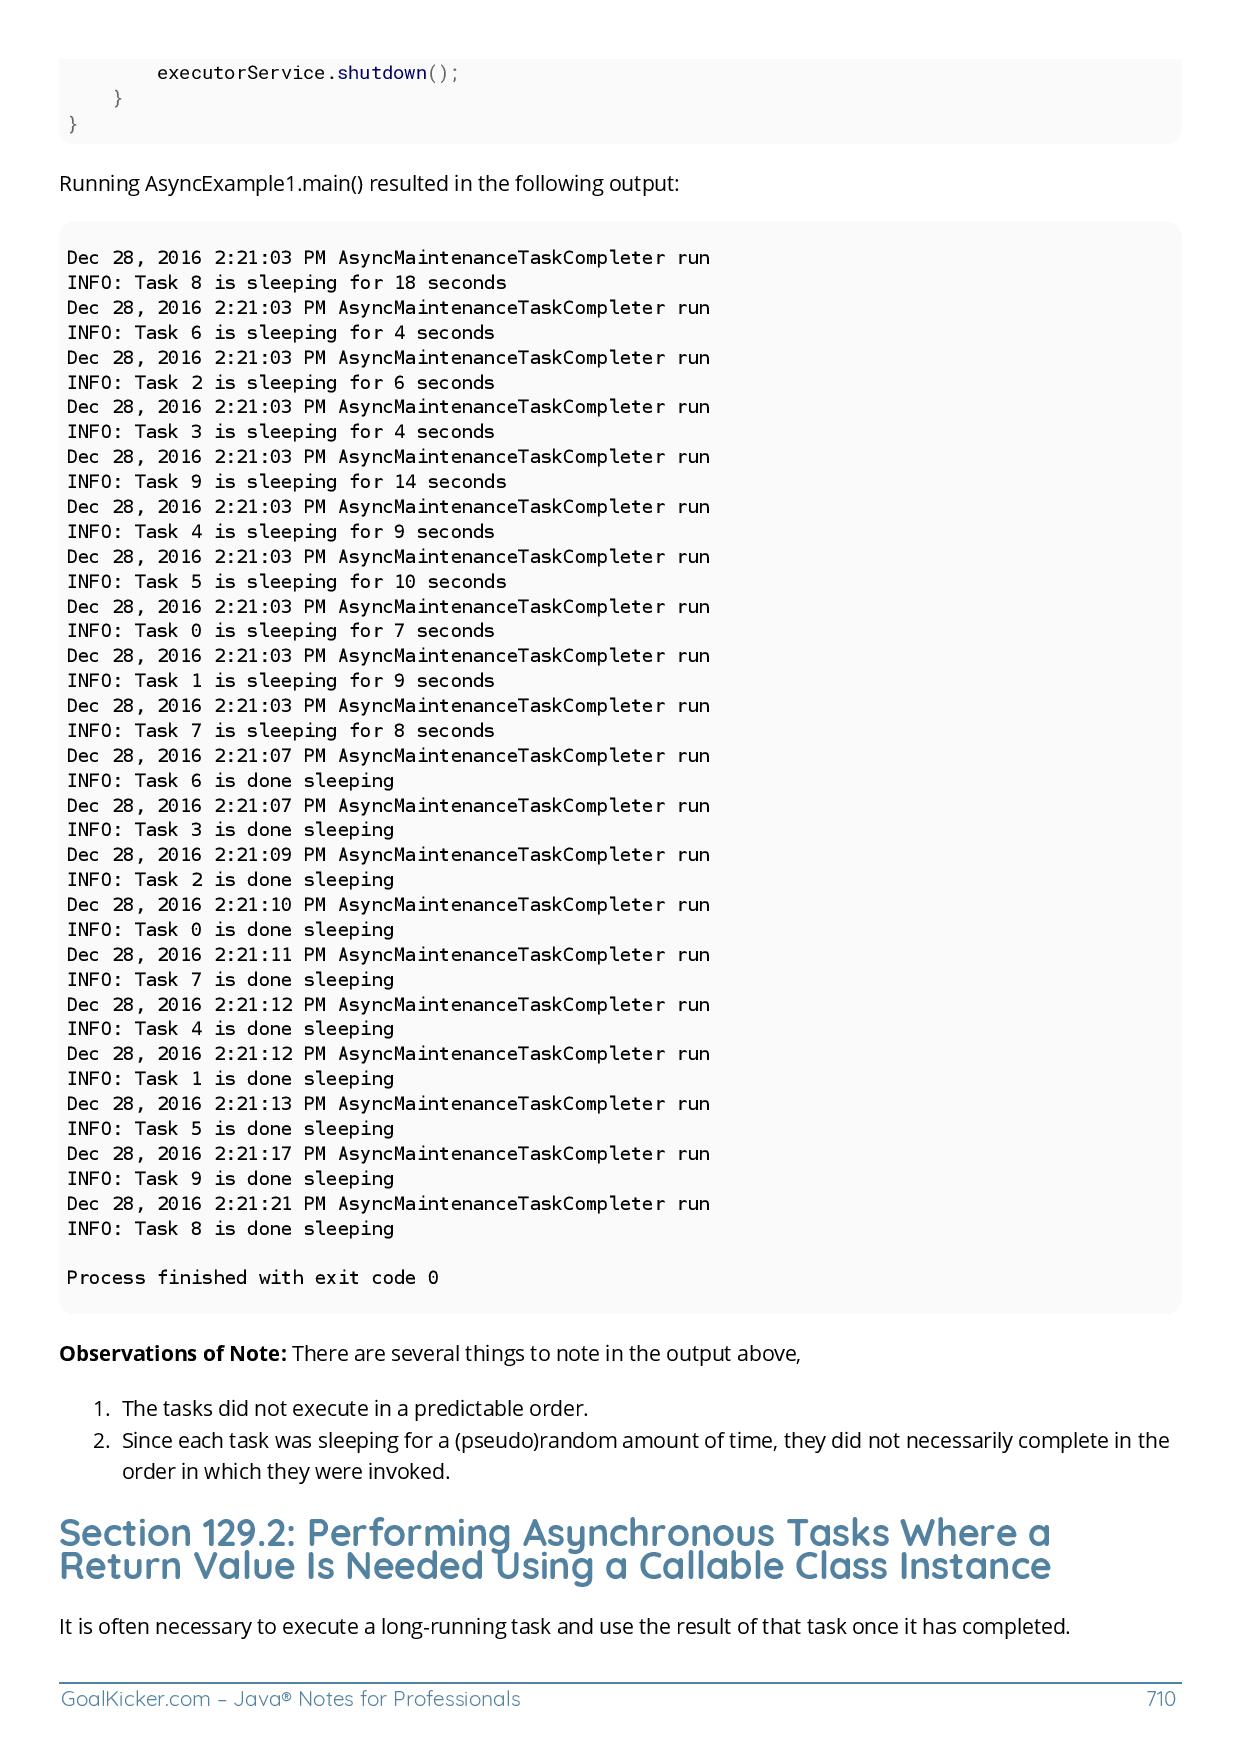 executorService.shutdown();
}
}
Running AsyncExample1.main() resulted in the following output:
Dec 28, 2016 2:21:03 PM AsyncMaintenanceTaskCompleter run
INFO: Task 8 is sleeping for 18 seconds
Dec 28, 2016 2:21:03 PM AsyncMaintenanceTaskCompleter run
INFO: Task 6 is sleeping for 4 seconds
Dec 28, 2016 2:21:03 PM AsyncMaintenanceTaskCompleter run
INFO: Task 2 is sleeping for 6 seconds
Dec 28, 2016 2:21:03 PM AsyncMaintenanceTaskCompleter run
INFO: Task 3 is sleeping for 4 seconds
Dec 28, 2016 2:21:03 PM AsyncMaintenanceTaskCompleter run
INFO: Task 9 is sleeping for 14 seconds
Dec 28, 2016 2:21:03 PM AsyncMaintenanceTaskCompleter run
INFO: Task 4 is sleeping for 9 seconds
Dec 28, 2016 2:21:03 PM AsyncMaintenanceTaskCompleter run
INFO: Task 5 is sleeping for 10 seconds
Dec 28, 2016 2:21:03 PM AsyncMaintenanceTaskCompleter run
INFO: Task 0 is sleeping for 7 seconds
Dec 28, 2016 2:21:03 PM AsyncMaintenanceTaskCompleter run
INFO: Task 1 is sleeping for 9 seconds
Dec 28, 2016 2:21:03 PM AsyncMaintenanceTaskCompleter run
INFO: Task 7 is sleeping for 8 seconds
Dec 28, 2016 2:21:07 PM AsyncMaintenanceTaskCompleter run
INFO: Task 6 is done sleeping
Dec 28, 2016 2:21:07 PM AsyncMaintenanceTaskCompleter run
INFO: Task 3 is done sleeping
Dec 28, 2016 2:21:09 PM AsyncMaintenanceTaskCompleter run
INFO: Task 2 is done sleeping
Dec 28, 2016 2:21:10 PM AsyncMaintenanceTaskCompleter run
INFO: Task 0 is done sleeping
Dec 28, 2016 2:21:11 PM AsyncMaintenanceTaskCompleter run
INFO: Task 7 is done sleeping
Dec 28, 2016 2:21:12 PM AsyncMaintenanceTaskCompleter run
INFO: Task 4 is done sleeping
Dec 28, 2016 2:21:12 PM AsyncMaintenanceTaskCompleter run
INFO: Task 1 is done sleeping
Dec 28, 2016 2:21:13 PM AsyncMaintenanceTaskCompleter run
INFO: Task 5 is done sleeping
Dec 28, 2016 2:21:17 PM AsyncMaintenanceTaskCompleter run
INFO: Task 9 is done sleeping
Dec 28, 2016 2:21:21 PM AsyncMaintenanceTaskCompleter run
INFO: Task 8 is done sleeping
Process finished with exit code 0
Observations of Note: There are several things to note in the output above,
1. The tasks did not execute in a predictable order.
2. Since each task was sleeping for a (pseudo)random amount of time, they did not necessarily complete in the
order in which they were invoked.
Section 129.2: Performing Asynchronous Tasks Where a
Return Value Is Needed Using a Callable Class Instance
It is often necessary to execute a long-running task and use the result of that task once it has completed.
GoalKicker.com – Java® Notes for Professionals 710